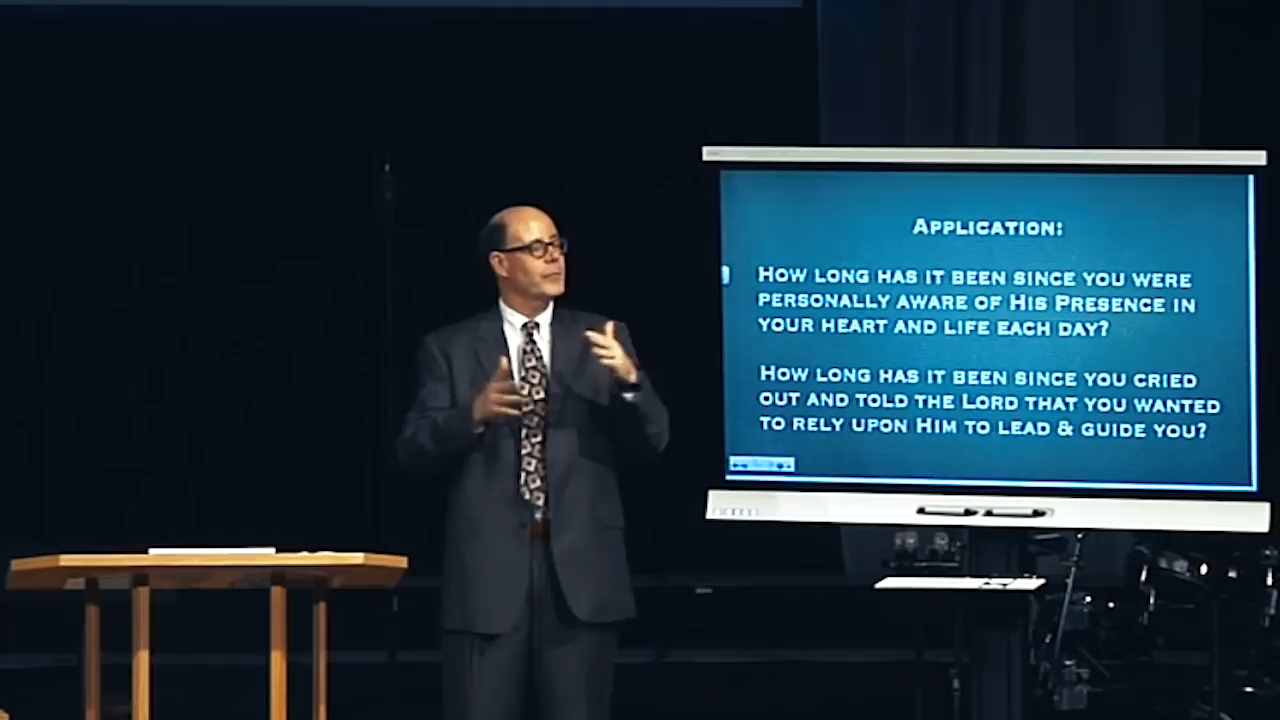 APPLICATION:
HOW LONG HAS IT BEEN SINCE YOU WERE
PERSONALLY AWARE OF HIS PRESENCE IN
YOUR HEART AND LIFE EACH DAY?
HOW LONG HAS IT BEEN SINCE YOU CRIED
OUT AND TOLD THE LORD THAT YOU WANTED
TO RELY UPON HIM TO LEAD & GUIDE YOU?